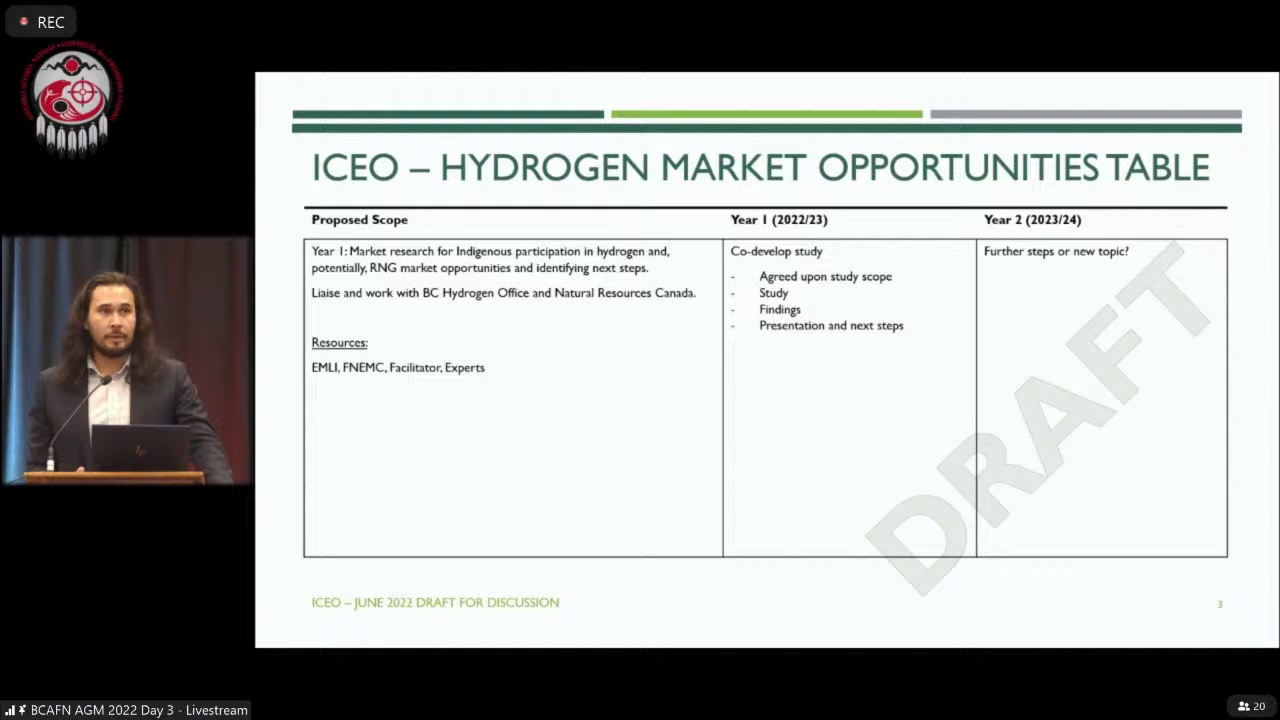 REC
ICEO – HYDROGEN MARKET OPPORTUNITIES TABLE
Proposed Scope
Year 1 (2022/23)
Year 2 (2023/24)
Year 1: Market research for Indigenous participation in hydrogen and,
potentially, RNG market opportunities and identifying next steps.
Liaise and work with BC Hydrogen Office and Natural Resources Canada.
Resources:
EMLI, FNEMC, Facilitator, Experts
Co-develop study
- Agreed upon study scope
- Study
- Findings
- Presentation and next steps
Further steps or new topic?
DRAFT
ICEO – JUNE 2022 DRAFT FOR DISCUSSION
3
BCAFN AGM 2022 Day 3 - Livestream
20